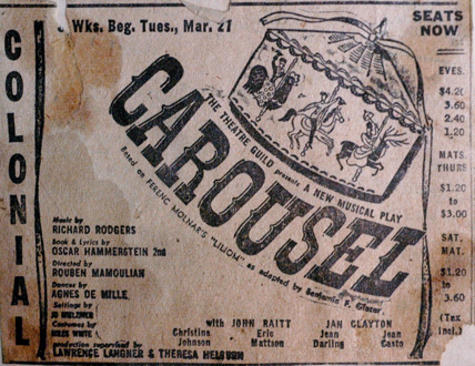 COLONIAL
Wks. Beg. Tues., Mar. 27
SEATS
NOW
EVES.
$4.20
3.60
2.40
1.20
MATS.
THURS
$1.20
to
$3.00
SAT.
MAT.
$1.20
to
3.60
(Tax
Incl.)
THE THEATRE GUILD presents A NEW MUSICAL PLAY
CAROUSEL
Based on FERENC MOLNAR'S "LILIOM" as adapted by Benjamin F. Glazer
Music by
RICHARD RODGERS
Book & Lyrics by
OSCAR HAMMERSTEIN 2nd
Directed by
ROUBEN MAMOULIAN
Dances by
AGNES DE MILLE
Settings by
JO MIELZINER
Costumes by
MILES WHITE
production supervised by
LAWRENCE LANGNER & THERESA HELBURN
with JOHN RAITT JAN CLAYTON
Christina Eric Jean Jean
Johnson Mattson Darling Casto